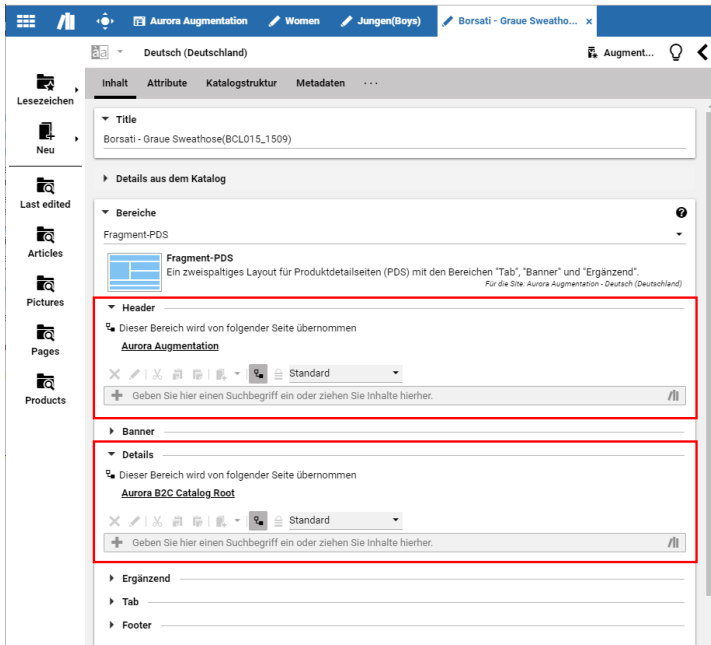 Aurora Augmentation
Women
Jungen(Boys)
Borsati - Graue Sweatho... ×
Deutsch (Deutschland)
Augment...
Lesezeichen
Neu
Last edited
Articles
Pictures
Pages
Products
Inhalt Attribute Katalogstruktur Metadaten ...
Title
Borsati - Graue Sweathose(BCL015_1509)
Details aus dem Katalog
Bereiche
Fragment-PDS
Fragment-PDS
Ein zweispaltiges Layout für Produktdetailseiten (PDS) mit den Bereichen "Tab", "Banner" und "Ergänzend".
Für die Site: Aurora Augmentation - Deutsch (Deutschland)
Header
Dieser Bereich wird von folgender Seite übernommen
Aurora Augmentation
Standard
Geben Sie hier einen Suchbegriff ein oder ziehen Sie Inhalte hierher.
Banner
Details
Dieser Bereich wird von folgender Seite übernommen
Aurora B2C Catalog Root
Standard
Geben Sie hier einen Suchbegriff ein oder ziehen Sie Inhalte hierher.
Ergänzend
Tab
Footer